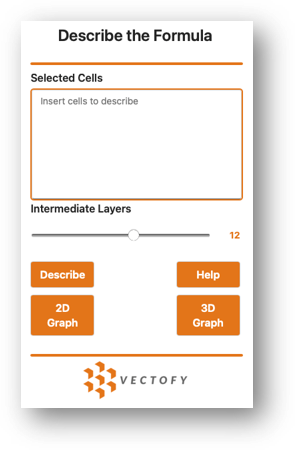 Describe the Formula
Selected Cells
Insert cells to describe
Intermediate Layers
12
Describe
Help
2D
Graph
3D
Graph
VECTOFY